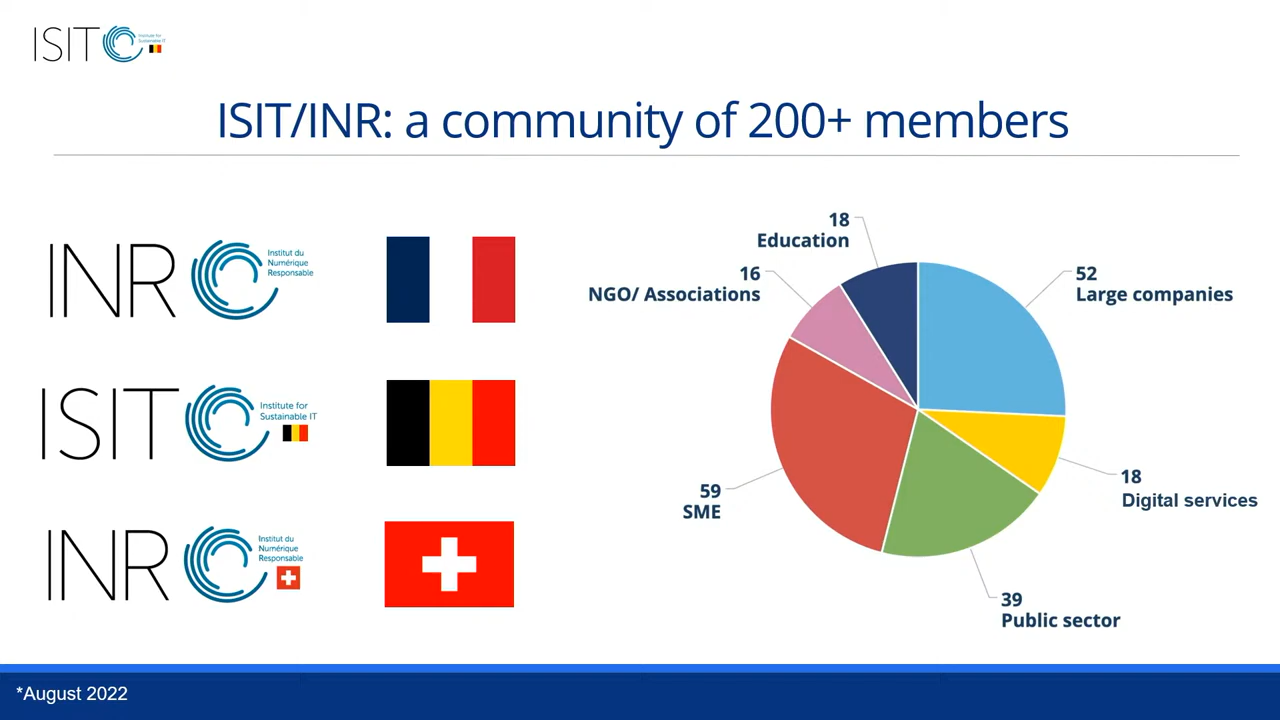 ISIT
Institute for
Sustainable IT
ISIT/INR: a community of 200+ members
INR
Institut du
Numérique
Responsable
ISIT
Institute for
Sustainable IT
INR
Institut du
Numérique
Responsable
18
Education
16
NGO/ Associations
52
Large companies
59
SME
18
Digital services
39
Public sector
*August 2022